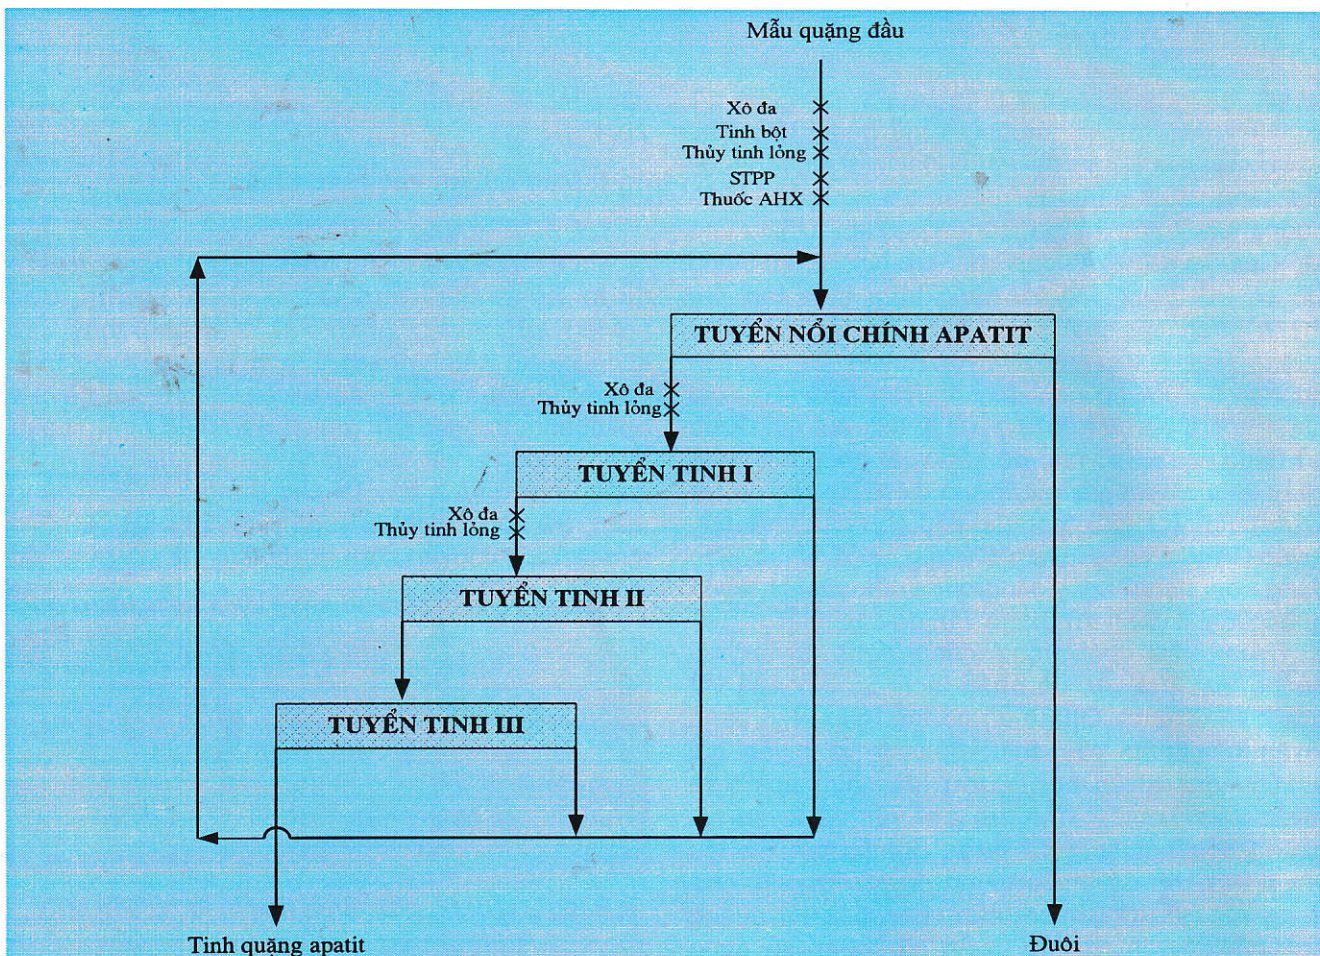 Mẫu quặng đầu
Xô đa
Tinh bột
Thủy tinh lỏng
STPP
Thuốc AHX
TUYỂN NỔI CHÍNH APATIT
Xô đa
Thủy tinh lỏng
TUYỂN TINH I
Xô đa
Thủy tinh lỏng
TUYỂN TINH II
TUYỂN TINH III
Tinh quặng apatit
Đuôi